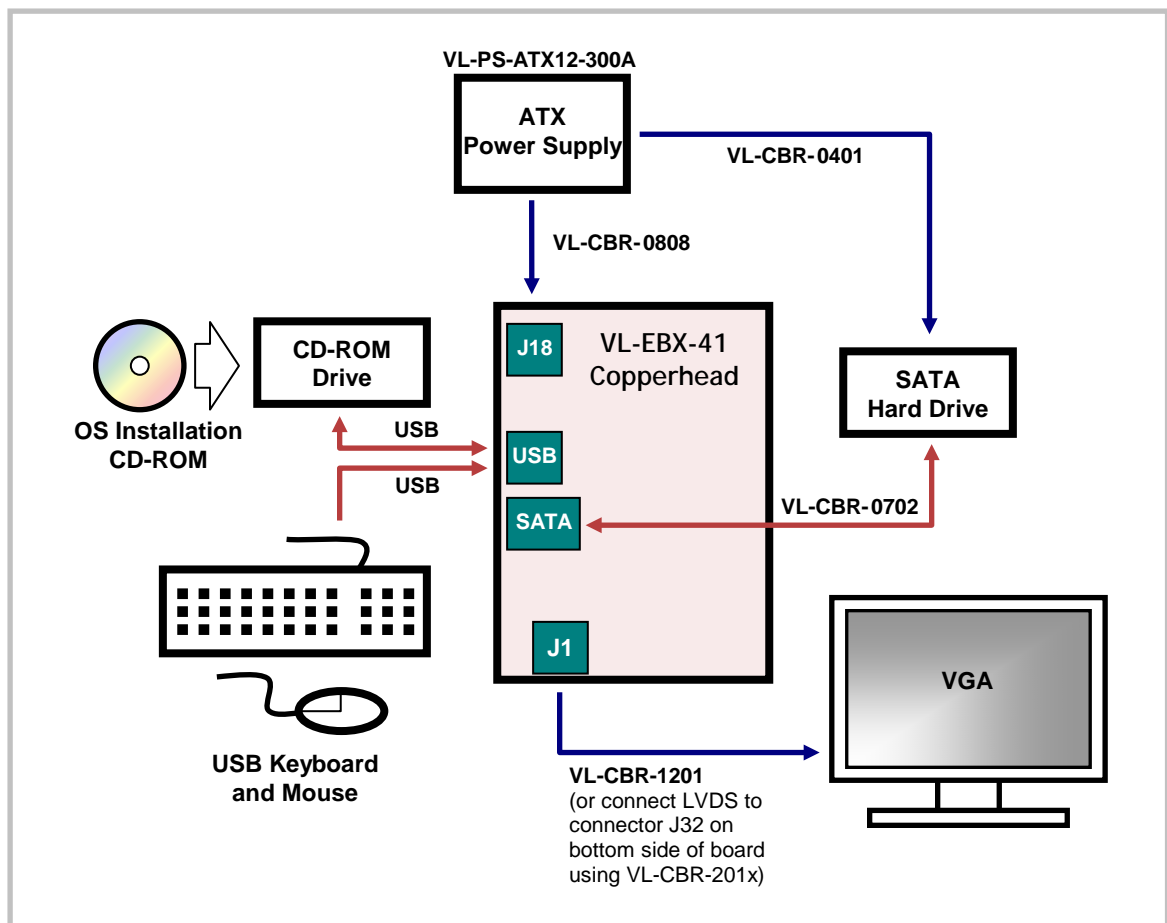 VL-PS-ATX12-300A
ATX
Power Supply
VL-CBR-0401
VL-CBR-0808
J18
VL-EBX-41
Copperhead
CD-ROM
Drive
SATA
Hard Drive
OS Installation
CD-ROM
USB
USB
USB
SATA
VL-CBR-0702
J1
VGA
USB Keyboard
and Mouse
VL-CBR-1201
(or connect LVDS to
connector J32 on
bottom side of board
using VL-CBR-201x)